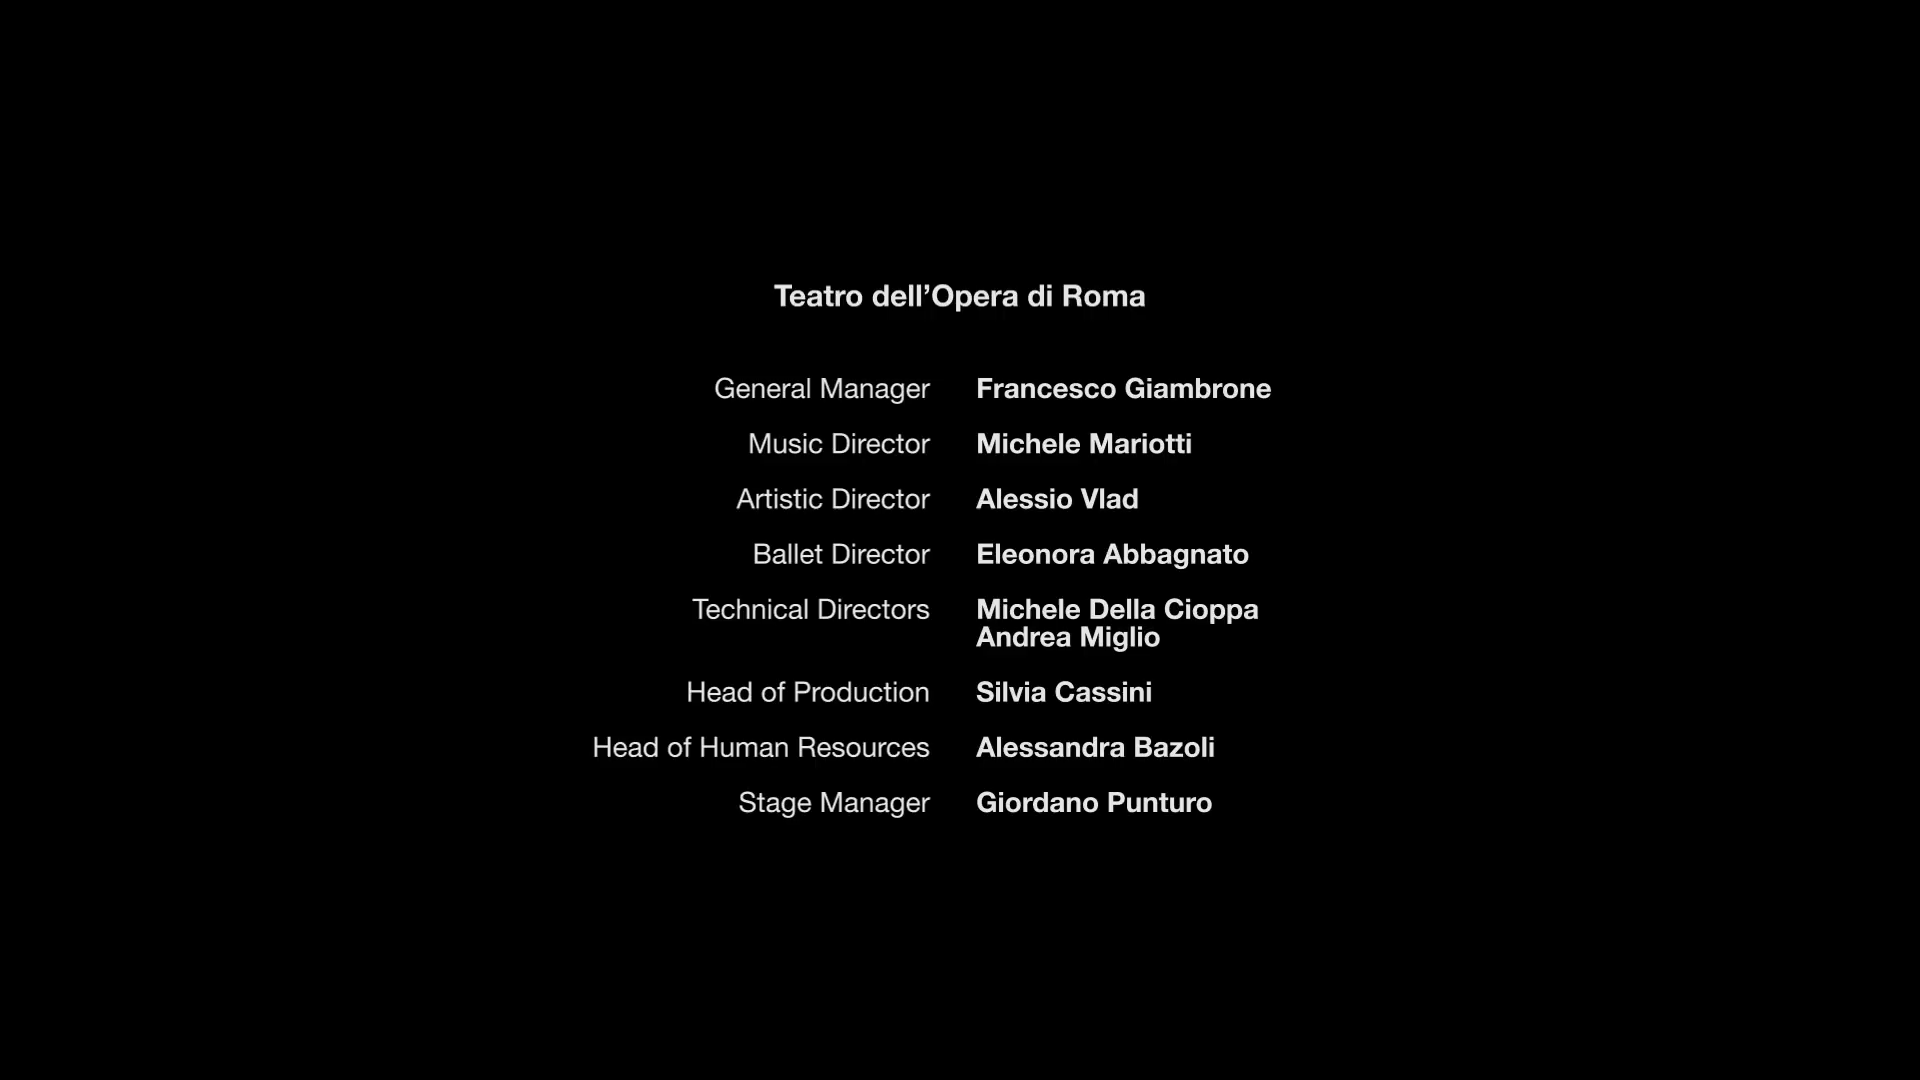 Teatro dell’Opera di Roma
General Manager Francesco Giambrone
Music Director Michele Mariotti
Artistic Director Alessio Vlad
Ballet Director Eleonora Abbagnato
Technical Directors Michele Della Cioppa
Andrea Miglio
Head of Production Silvia Cassini
Head of Human Resources Alessandra Bazoli
Stage Manager Giordano Punturo